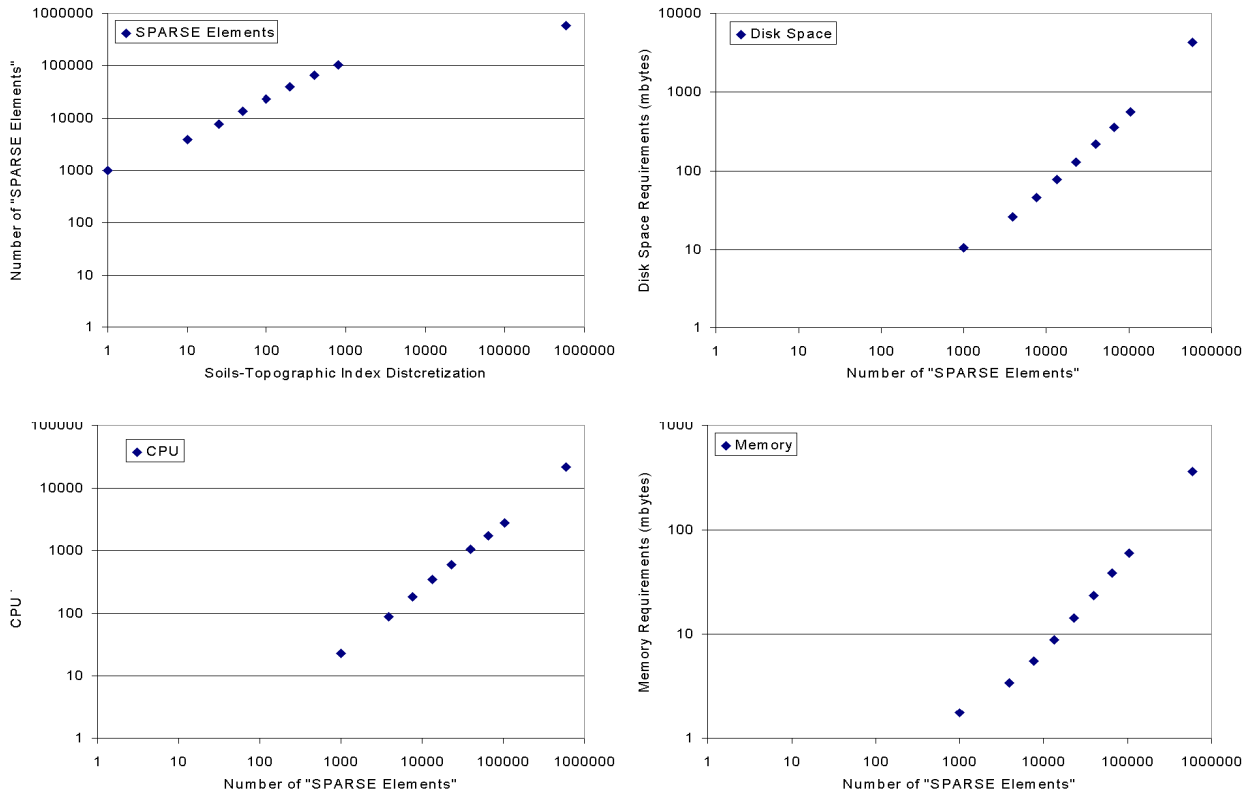 1000000
100000
10000
1000
100
10
1
Number of "SPARSE Elements"
SPARSE Elements
1 10 100 1000 10000 100000 1000000
Soils-Topographic Index Distcretization
10000
1000
100
10
1
Disk Space Requirements (mbytes)
Disk Space
1 10 100 1000 10000 100000 1000000
Number of "SPARSE Elements"
100000
10000
1000
100
10
1
CPU
CPU
1 10 100 1000 10000 100000 1000000
Number of "SPARSE Elements"
1000
100
10
1
Memory Requirements (mbytes)
Memory
1 10 100 1000 10000 100000 1000000
Number of "SPARSE Elements"